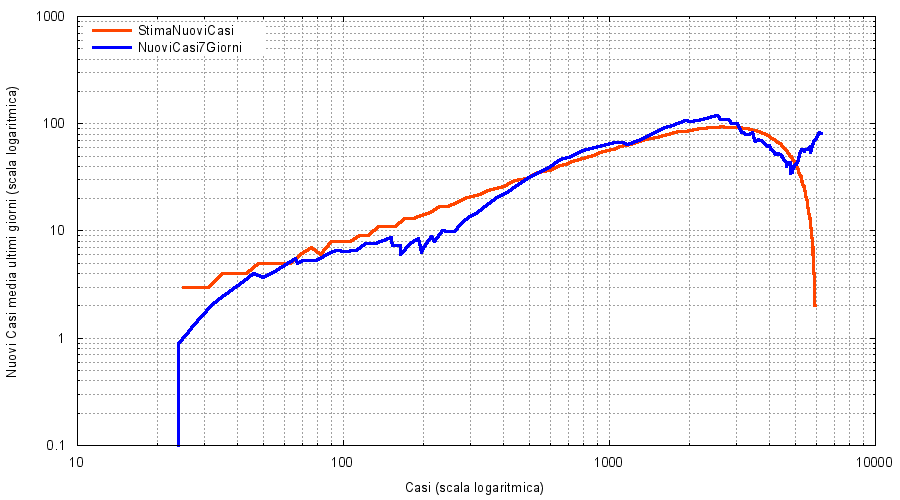 1000
100
10
1
0.1
StimaNuoviCasi
NuoviCasi7Giorni
Nuovi Casi media ultimi giorni (scala logaritmica)
10
100
1000
10000
Casi (scala logaritmica)